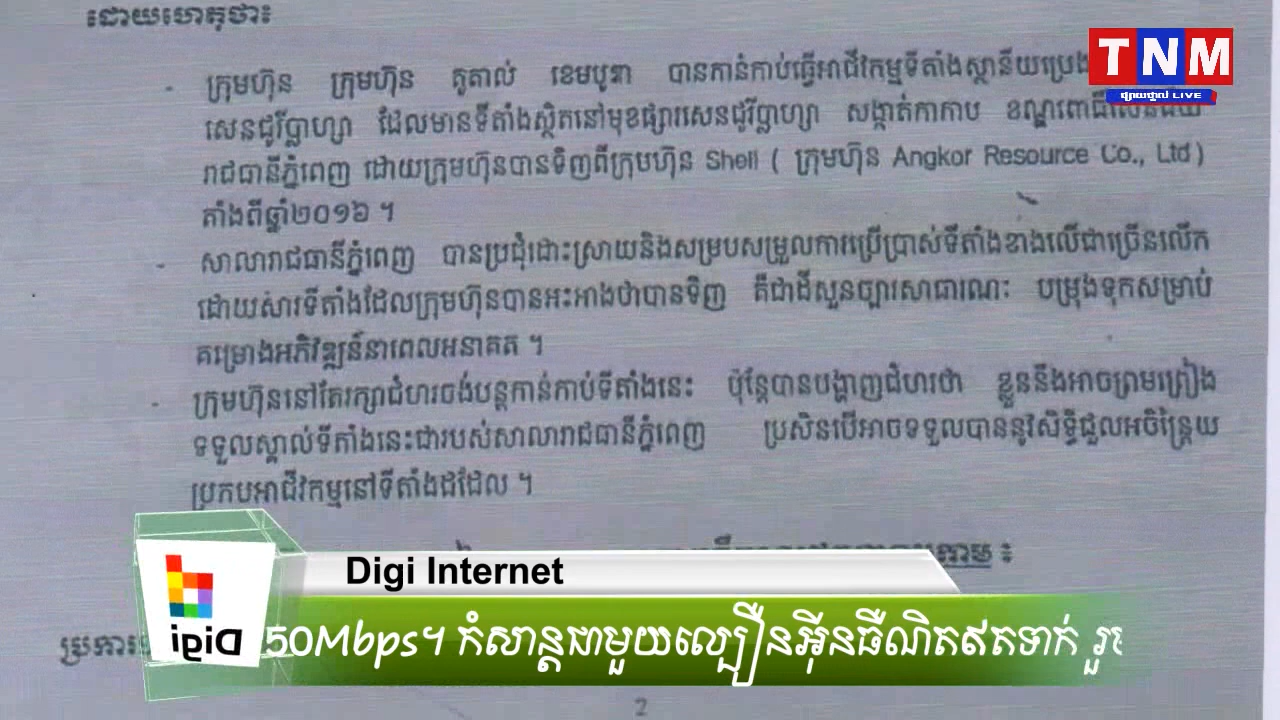 ដោយហេតុថា៖
TNM
ផ្សាយផ្ទាល់ LIVE
- ក្រុមហ៊ុន ក្រុមហ៊ុន តូតាល់ ខេមបូឌា បានកាន់កាប់ធ្វើអាជីវកម្មទីតាំងស្ថានីយប្រេង
សេនជូរីប្លាហ្សា ដែលមានទីតាំងស្ថិតនៅមុខផ្សារសេនជូរីប្លាហ្សា សង្កាត់កាកាប ខណ្ឌពោធិ៍សែនជ័យ
រាជធានីភ្នំពេញ ដោយក្រុមហ៊ុនបានទិញពីក្រុមហ៊ុន Shell ( ក្រុមហ៊ុន Angkor Resource Co., Ltd)
តាំងពីឆ្នាំ២០១៦ ។
- សាលារាជធានីភ្នំពេញ បានប្រជុំដោះស្រាយនិងសម្របសម្រួលការប្រើប្រាស់ទីតាំងខាងលើជាច្រើនលើក
ដោយសារទីតាំងដែលក្រុមហ៊ុនបានអះអាងថាបានទិញ គឺជាដីសួនច្បារសាធារណៈ បម្រុងទុកសម្រាប់
គម្រោងអភិវឌ្ឍន៍នាពេលអនាគត ។
- ក្រុមហ៊ុននៅតែរក្សាជំហរចង់បន្តកាន់កាប់ទីតាំងនេះ ប៉ុន្តែបានបង្ហាញជំហរថា ខ្លួននឹងអាចព្រមព្រៀង
ទទួលស្គាល់ទីតាំងនេះជារបស់សាលារាជធានីភ្នំពេញ ប្រសិនបើអាចទទួលបាននូវសិទ្ធិជួលអចិន្ត្រៃយ
ប្រកបអាជីវកម្មនៅទីតាំងដដែល ។
Digi Internet
Digi
50Mbps។ កំសាន្តជាមួយល្បឿនអ៊ីនធឺណិតឥតទាក់ រួម
2